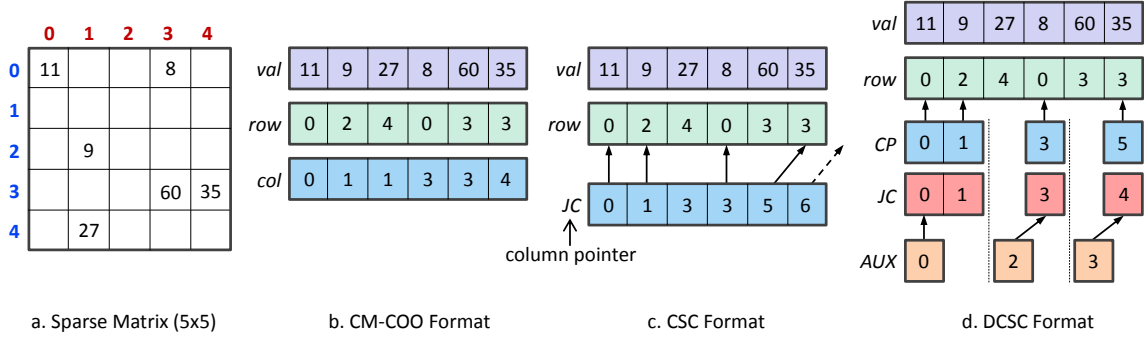 0 1 2 3 4
0 11 8
1
2 9
3 60 35
4 27
a. Sparse Matrix (5x5)
val 11 9 27 8 60 35
row 0 2 4 0 3 3
col 0 1 1 3 3 4
b. CM-COO Format
val 11 9 27 8 60 35
row 0 2 4 0 3 3
JC 0 1 3 3 5 6
column pointer
c. CSC Format
val 11 9 27 8 60 35
row 0 2 4 0 3 3
CP 0 1 3 5
JC 0 1 3 4
AUX 0 2 3
d. DCSC Format